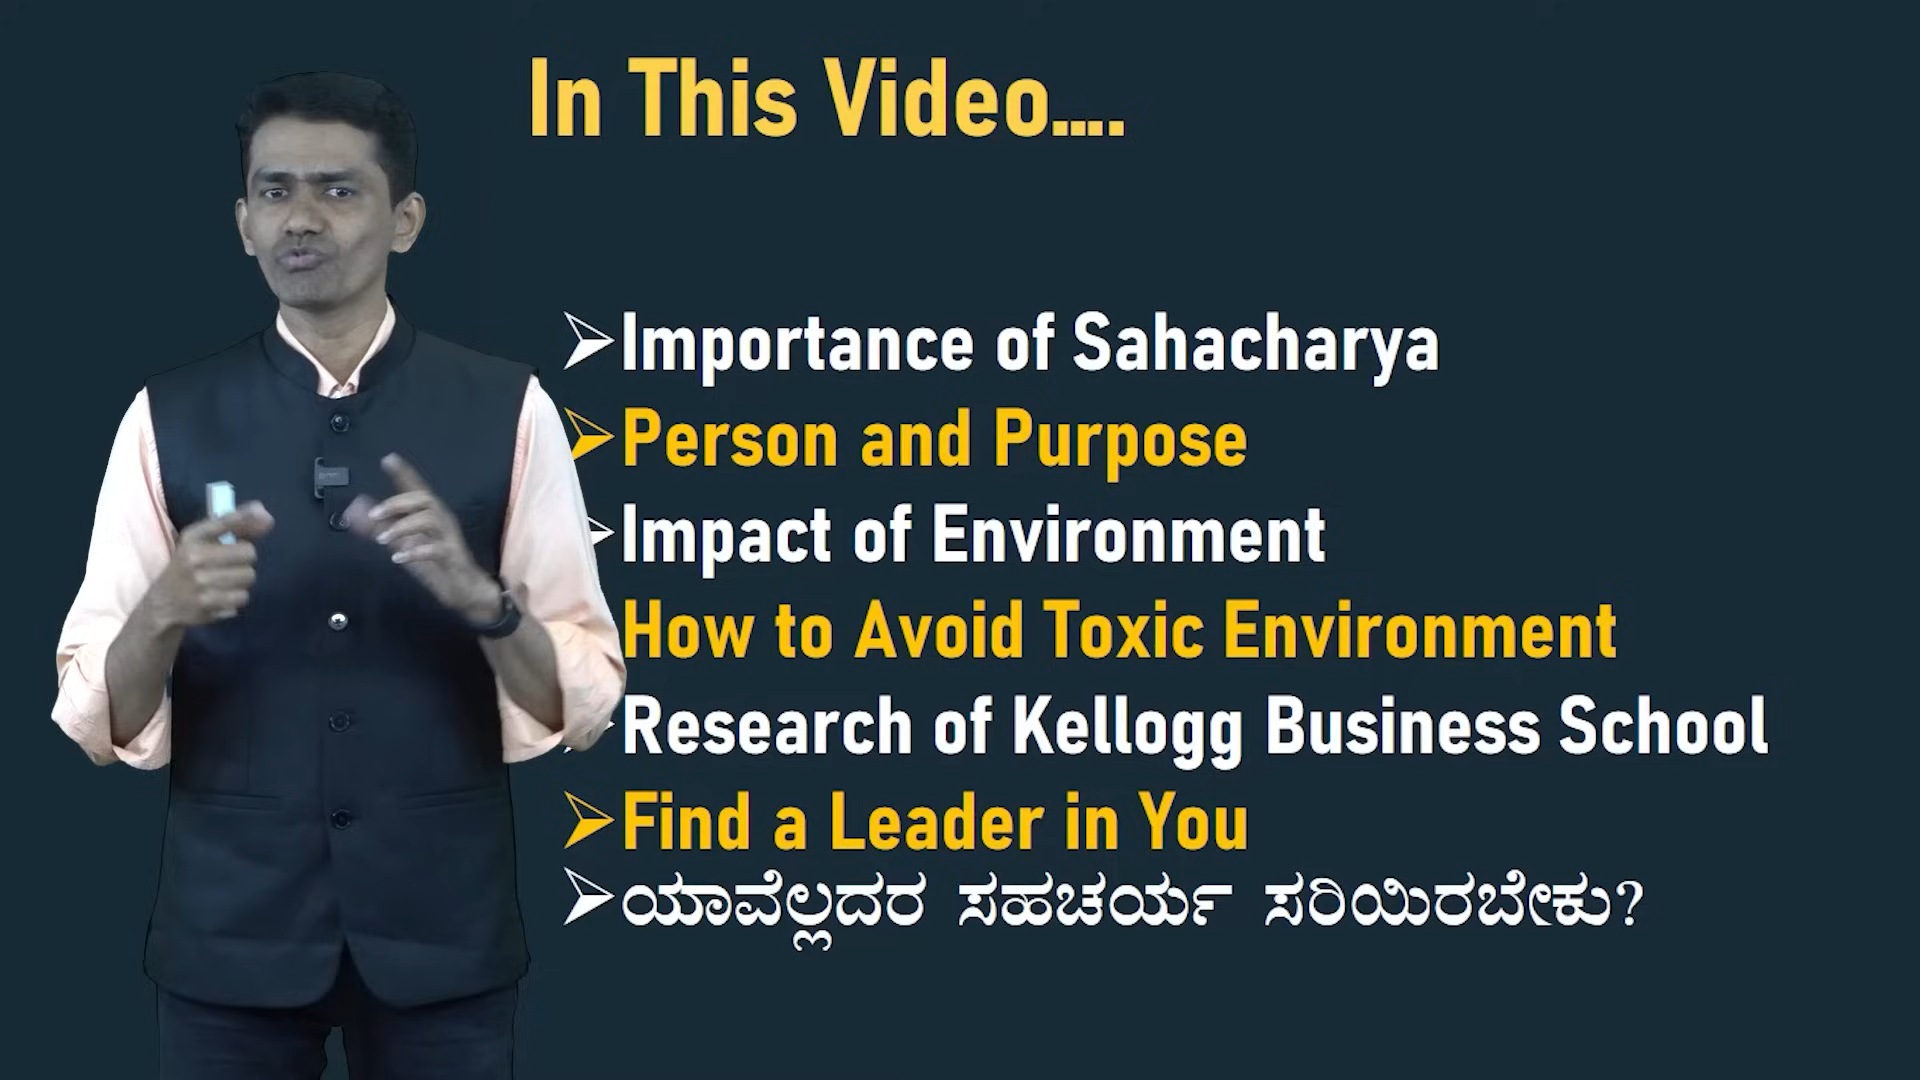 In This Video....
Importance of Sahacharya
Person and Purpose
Impact of Environment
How to Avoid Toxic Environment
Research of Kellogg Business School
Find a Leader in You
ಯಾವೆಲ್ಲದರ ಸಹಚರ್ಯ ಸರಿಯಿರಬೇಕು?